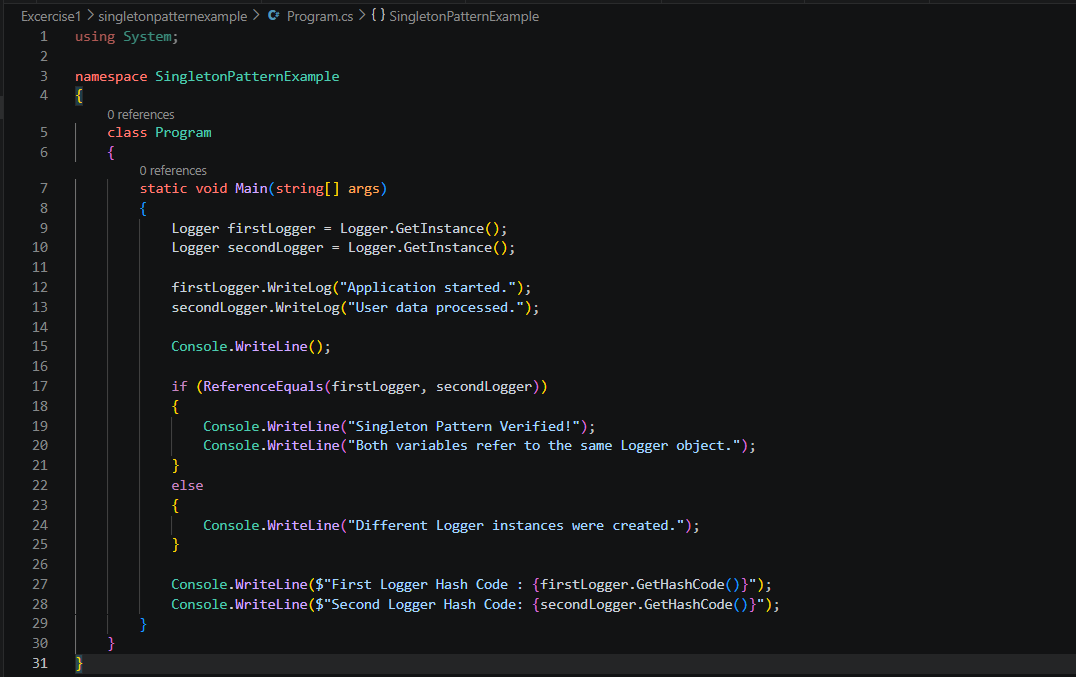 Excercise1 > singletonpatternexample > Program.cs > {} SingletonPatternExample
1 using System;
2
3 namespace SingletonPatternExample
4 {
0 references
5 class Program
6 {
0 references
7 static void Main(string[] args)
8 {
9 Logger firstLogger = Logger.GetInstance();
10 Logger secondLogger = Logger.GetInstance();
11
12 firstLogger.WriteLog("Application started.");
13 secondLogger.WriteLog("User data processed.");
14
15 Console.WriteLine();
16
17 if (ReferenceEquals(firstLogger, secondLogger))
18 {
19 Console.WriteLine("Singleton Pattern Verified!");
20 Console.WriteLine("Both variables refer to the same Logger object.");
21 }
22 else
23 {
24 Console.WriteLine("Different Logger instances were created.");
25 }
26
27 Console.WriteLine($"First Logger Hash Code : {firstLogger.GetHashCode()}");
28 Console.WriteLine($"Second Logger Hash Code: {secondLogger.GetHashCode()}");
29 }
30 }
31 }